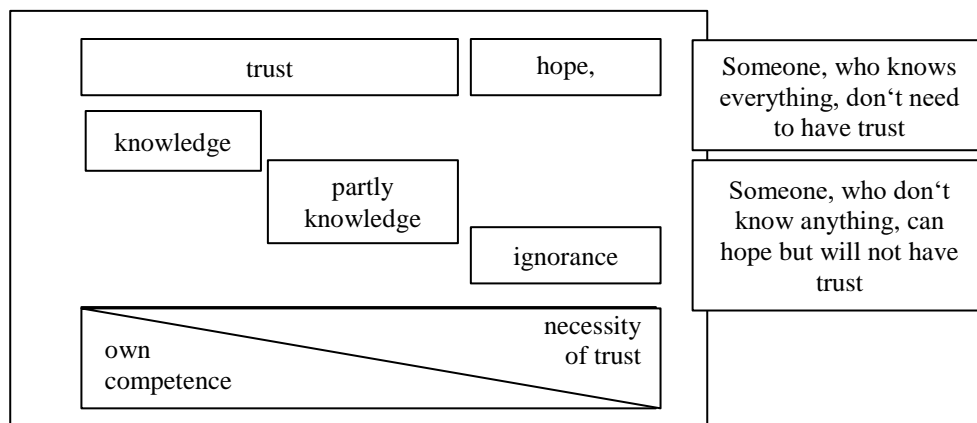 trust
hope,
Someone, who knows
everything, don‘t need
to have trust
knowledge
partly
knowledge
Someone, who don‘t
know anything, can
hope but will not have
trust
ignorance
necessity
of trust
own
competence